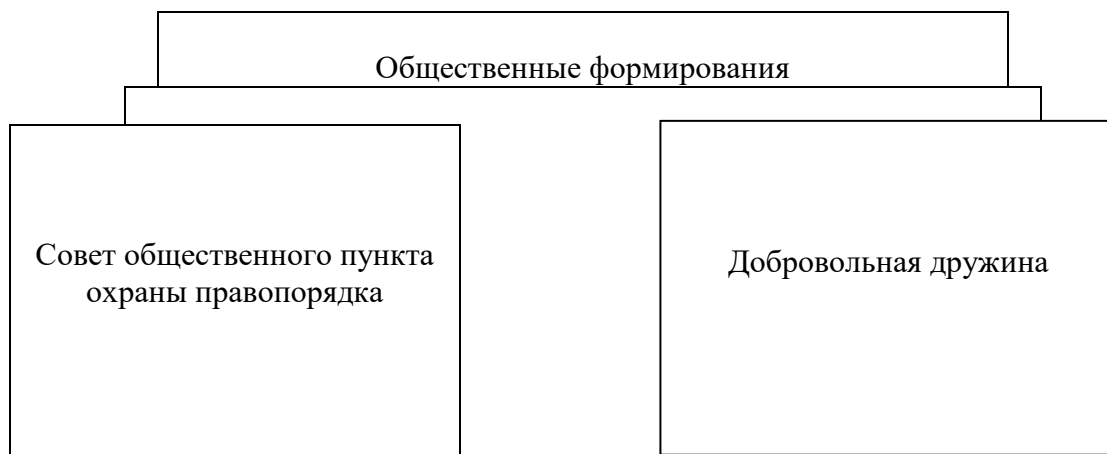 Общественные формирования
Совет общественного пункта
охраны правопорядка
Добровольная дружина